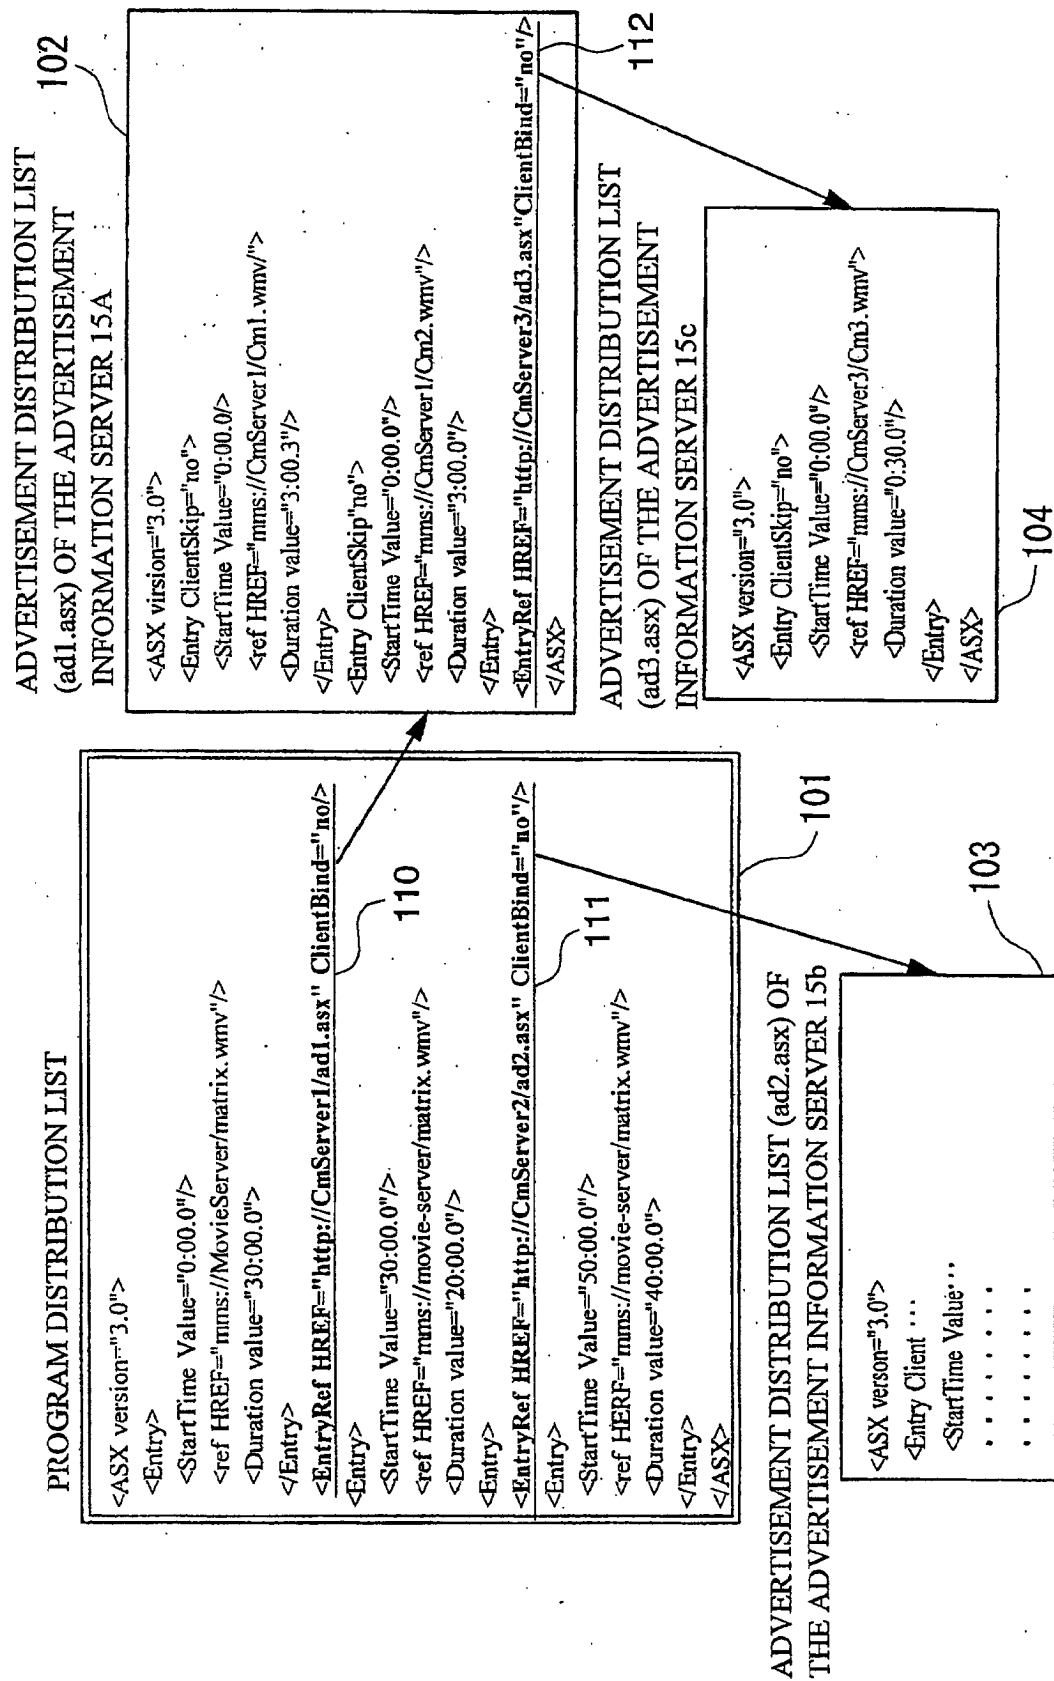 PROGRAM DISTRIBUTION LIST
<ASX version="3.0">
<Entry>
<StartTime Value="0:00.0"/>
<ref HREF="mms://MovieServer/matrix.wmv"/>
<Duration value="30:00.0"/>
</Entry>
<EntryRef HREF="http://CmServer1/ad1.asx" ClientBind="no/>
<Entry>
<StartTime Value="30:00.0"/>
<ref HREF="mms://movie-server/matrix.wmv"/>
<Duration value="20:00.0"/>
<Entry>
<EntryRef HREF="http://CmServer2/ad2.asx" ClientBind="no"/>
<Entry>
<StartTime Value="50:00.0"/>
<ref HERF="mms://movie-server/matrix.wmv"/>
<Duration value="40:00.0">
</Entry>
</ASX>
110
111
101
ADVERTISEMENT DISTRIBUTION LIST
(ad1.asx) OF THE ADVERTISEMENT
INFORMATION SERVER 15A
102
<ASX virsion="3.0">
<Entry ClientSkip="no">
<StartTime Value="0:00.0/>
<ref HREF="mms://CmServer1/Cm1.wmv/">
<Duration value="3:00.3"/>
</Entry>
<Entry ClientSkip"no">
<StartTime Value="0:00.0"/>
<ref HREF="mms://CmServer1/Cm2.wmv"/>
<Duration value="3:00.0"/>
</Entry>
<EntryRef HREF="http://CmServer3/ad3.asx"ClientBind="no"/>
</ASX>
112
ADVERTISEMENT DISTRIBUTION LIST (ad2.asx) OF
THE ADVERTISEMENT INFORMATION SERVER 15b
103
<ASX verson="3.0">
<Entry Client ···
<StartTime Value···
· · · · · · ·
· · · · · · ·
ADVERTISEMENT DISTRIBUTION LIST
(ad3.asx) OF THE ADVERTISEMENT
INFORMATION SERVER 15c
<ASX version="3.0">
<Entry ClientSkip="no">
<StartTime Value="0:00.0"/>
<ref HREF="mms://CmServer3/Cm3.wmv">
<Duration value="0:30.0"/>
</Entry>
</ASX>
104